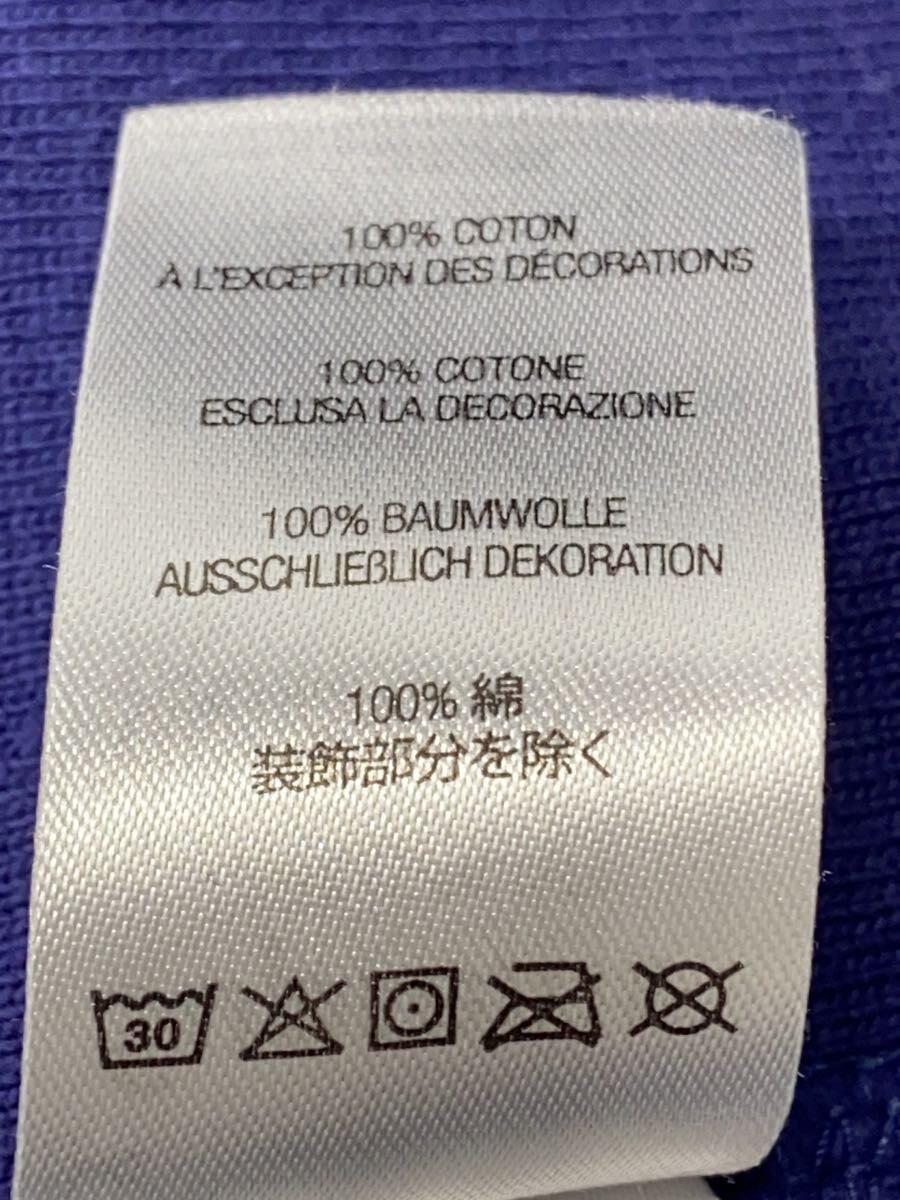 100% COTON
À L'EXCEPTION DES DÉCORATIONS
100% COTONE
ESCLUSA LA DECORAZIONE
100% BAUMWOLLE
AUSSCHLIEßLICH DEKORATION
100% 綿
装飾部分を除く
30